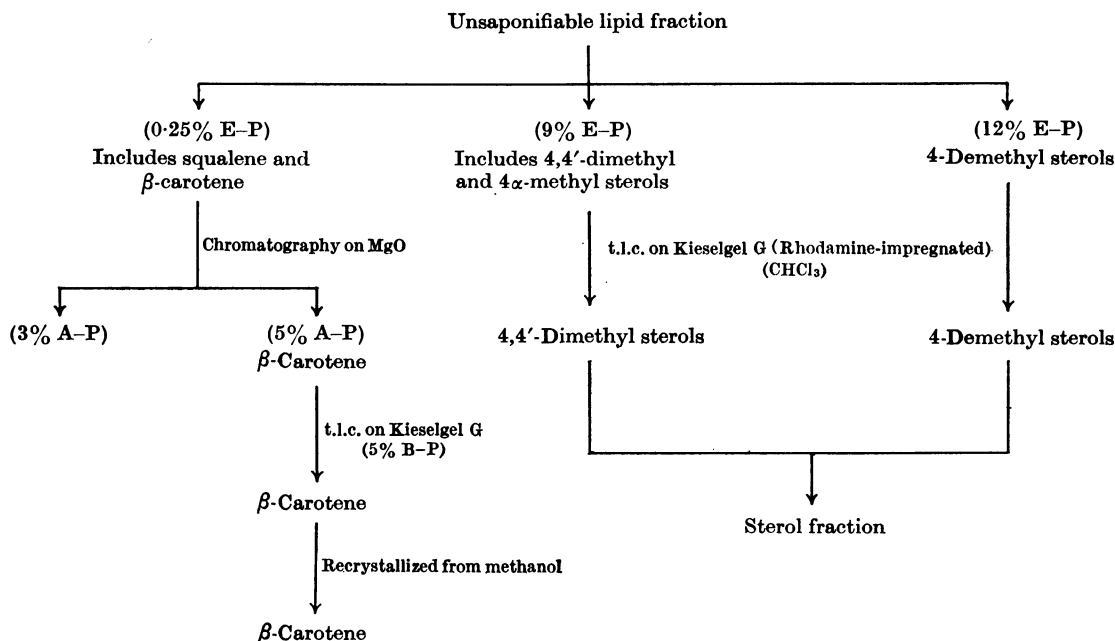 Unsaponifiable lipid fraction
(0·25% E–P)
Includes squalene and
β-carotene
(9% E–P)
Includes 4,4′-dimethyl
and 4α-methyl sterols
(12% E–P)
4-Demethyl sterols
Chromatography on MgO
t.l.c. on Kieselgel G (Rhodamine-impregnated)
(CHCl₃)
(3% A–P)
(5% A–P)
β-Carotene
4,4′-Dimethyl sterols
4-Demethyl sterols
t.l.c. on Kieselgel G
(5% B–P)
β-Carotene
Sterol fraction
Recrystallized from methanol
β-Carotene